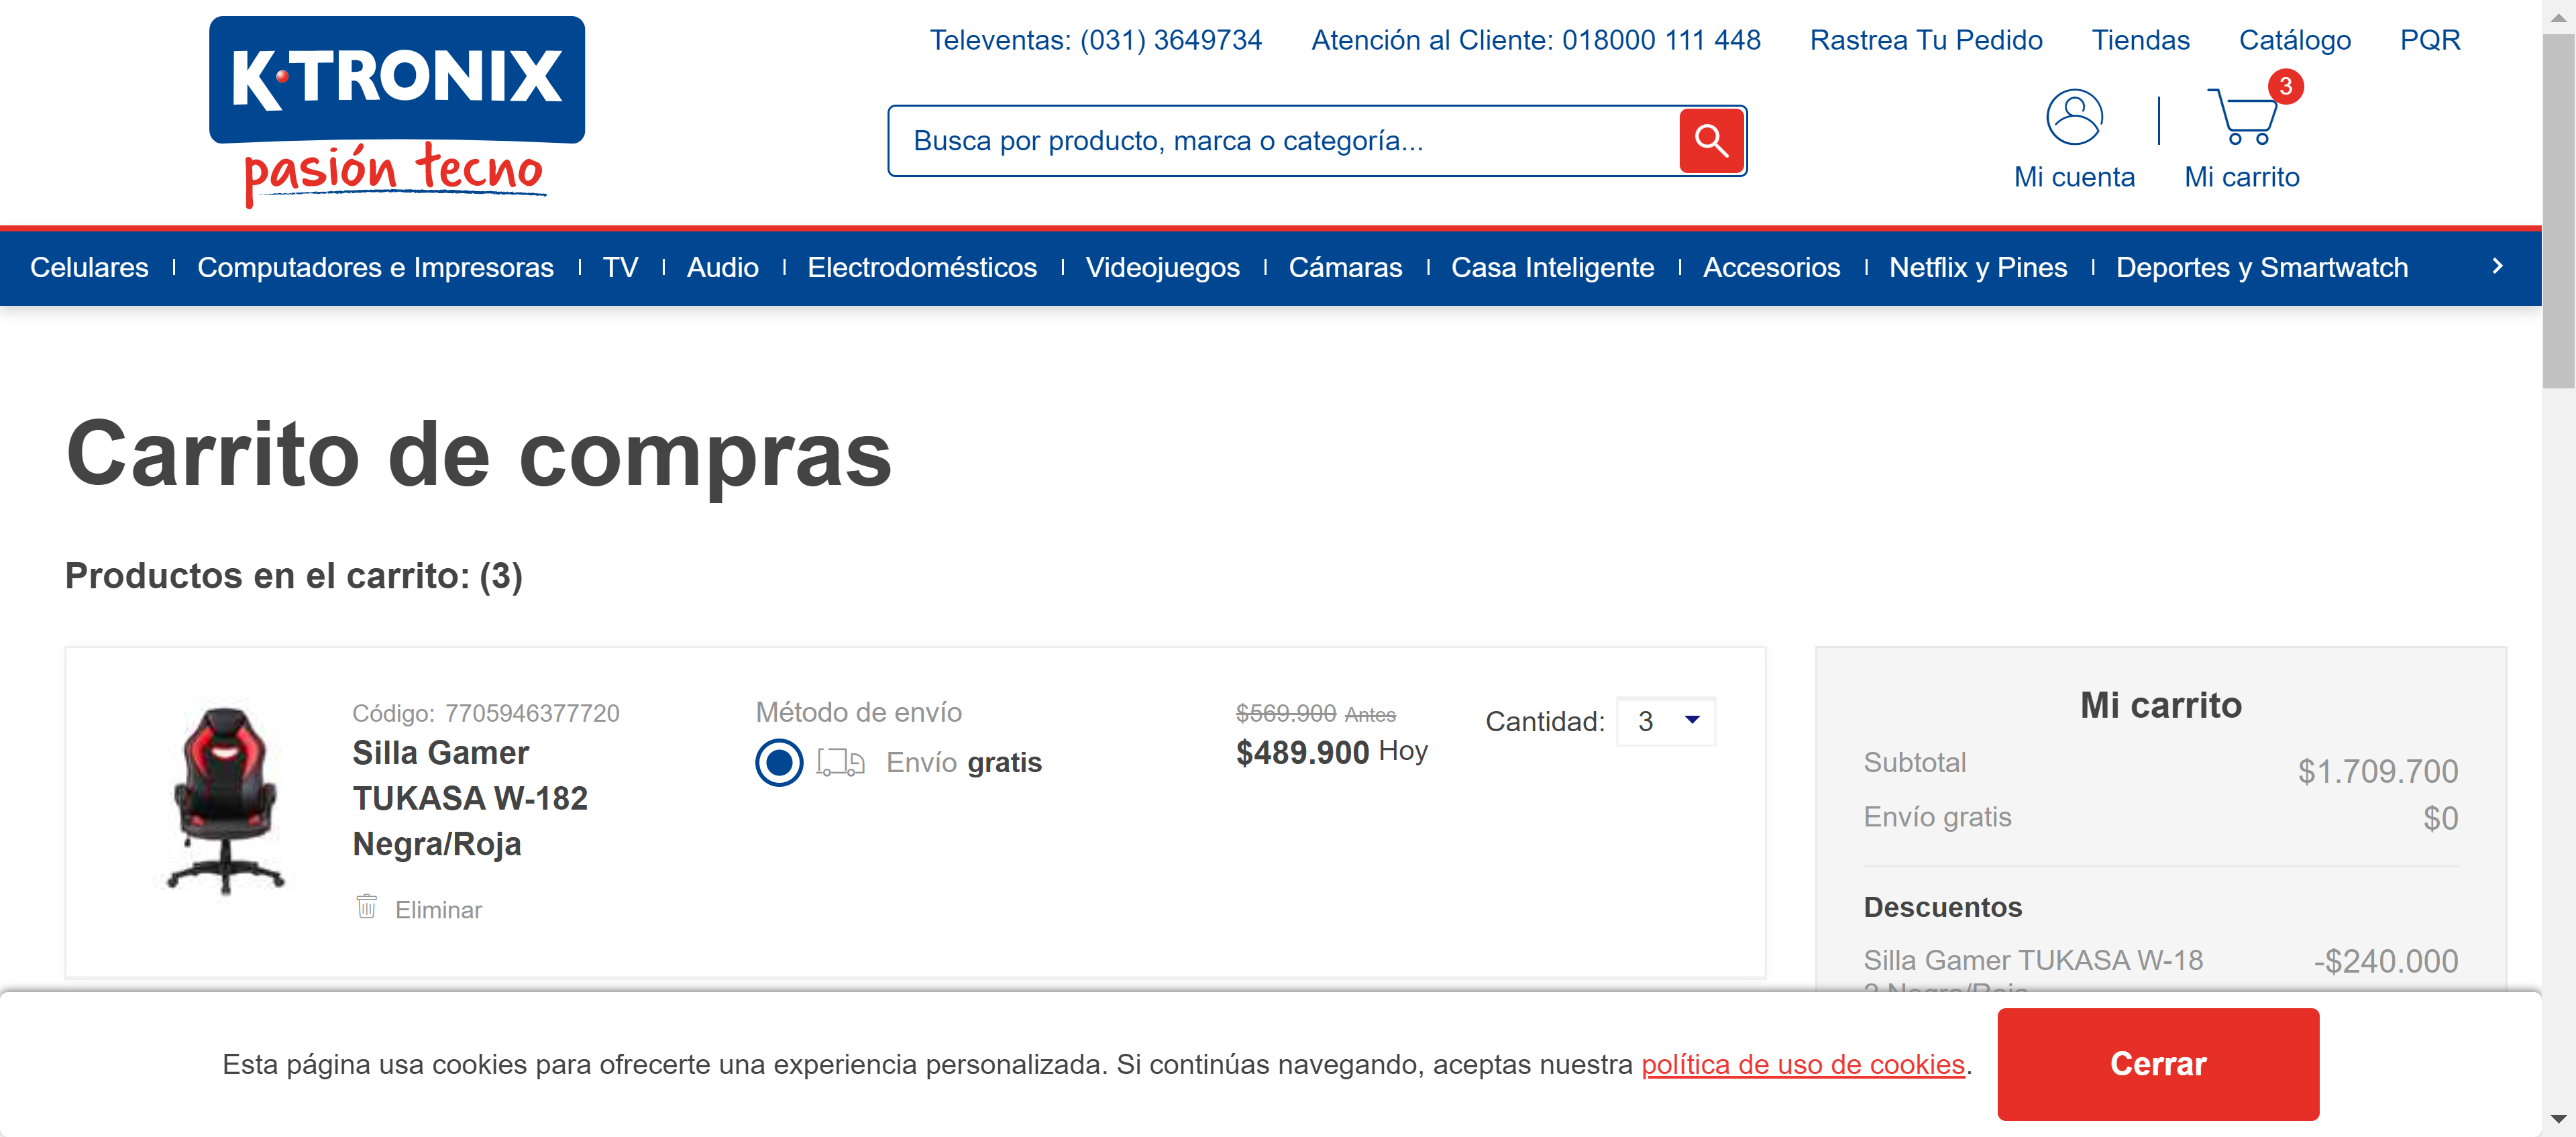 K·TRONIX
pasión tecno
Televentas: (031) 3649734 Atención al Cliente: 018000 111 448 Rastrea Tu Pedido Tiendas Catálogo PQR
Busca por producto, marca o categoría...
3
Mi cuenta Mi carrito
Celulares Computadores e Impresoras TV Audio Electrodomésticos Videojuegos Cámaras Casa Inteligente Accesorios Netflix y Pines Deportes y Smartwatch
Carrito de compras
Productos en el carrito: (3)
Código: 7705946377720
Silla Gamer
TUKASA W-182
Negra/Roja
Eliminar
Método de envío
Envío gratis
$569.900 Antes
$489.900 Hoy
Cantidad: 3
Mi carrito
Subtotal $1.709.700
Envío gratis $0
Descuentos
Silla Gamer TUKASA W-18 -$240.000
2 Negra/Roja
Esta página usa cookies para ofrecerte una experiencia personalizada. Si continúas navegando, aceptas nuestra política de uso de cookies.
Cerrar